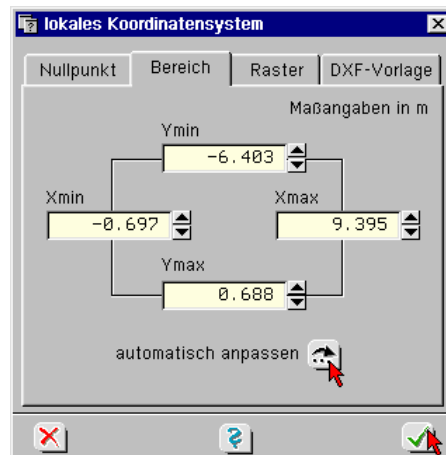 lokales Koordinatensystem
Nullpunkt Bereich Raster DXF-Vorlage
Maßangaben in m
Ymin
-6.403
Xmin Xmax
-0.697 9.395
Ymax
0.688
automatisch anpassen